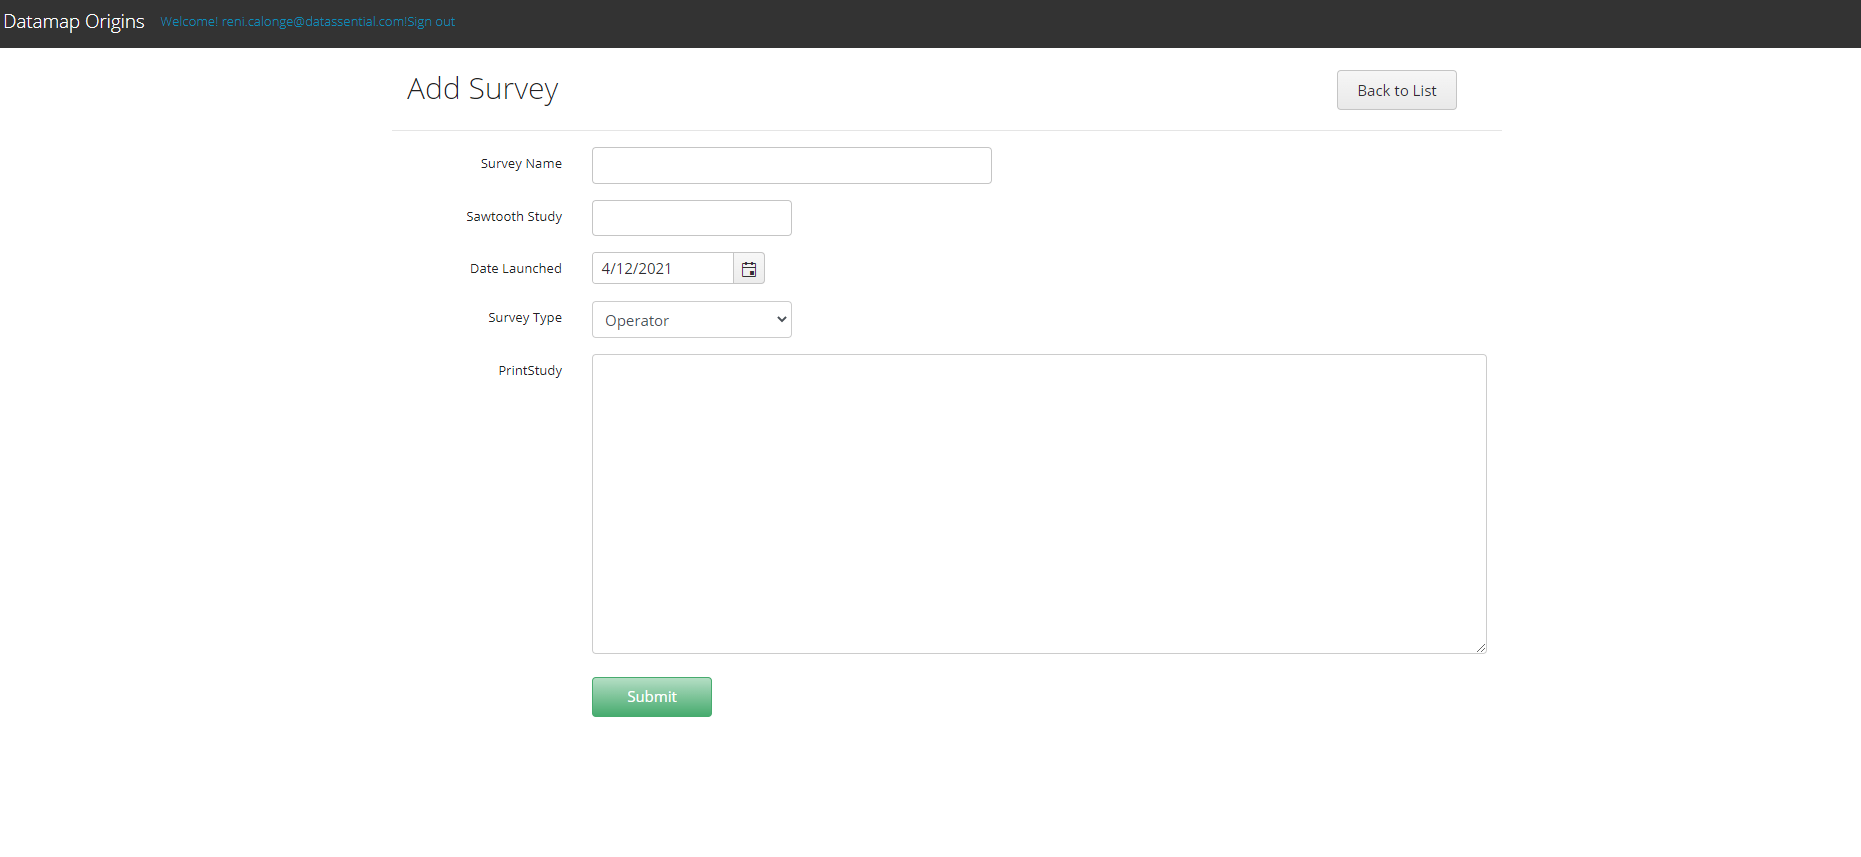 Datamap Origins Welcome! reni.calonge@datassential.com!Sign out
Add Survey
Back to List
Survey Name
Sawtooth Study
Date Launched 4/12/2021
Survey Type Operator
PrintStudy
Submit